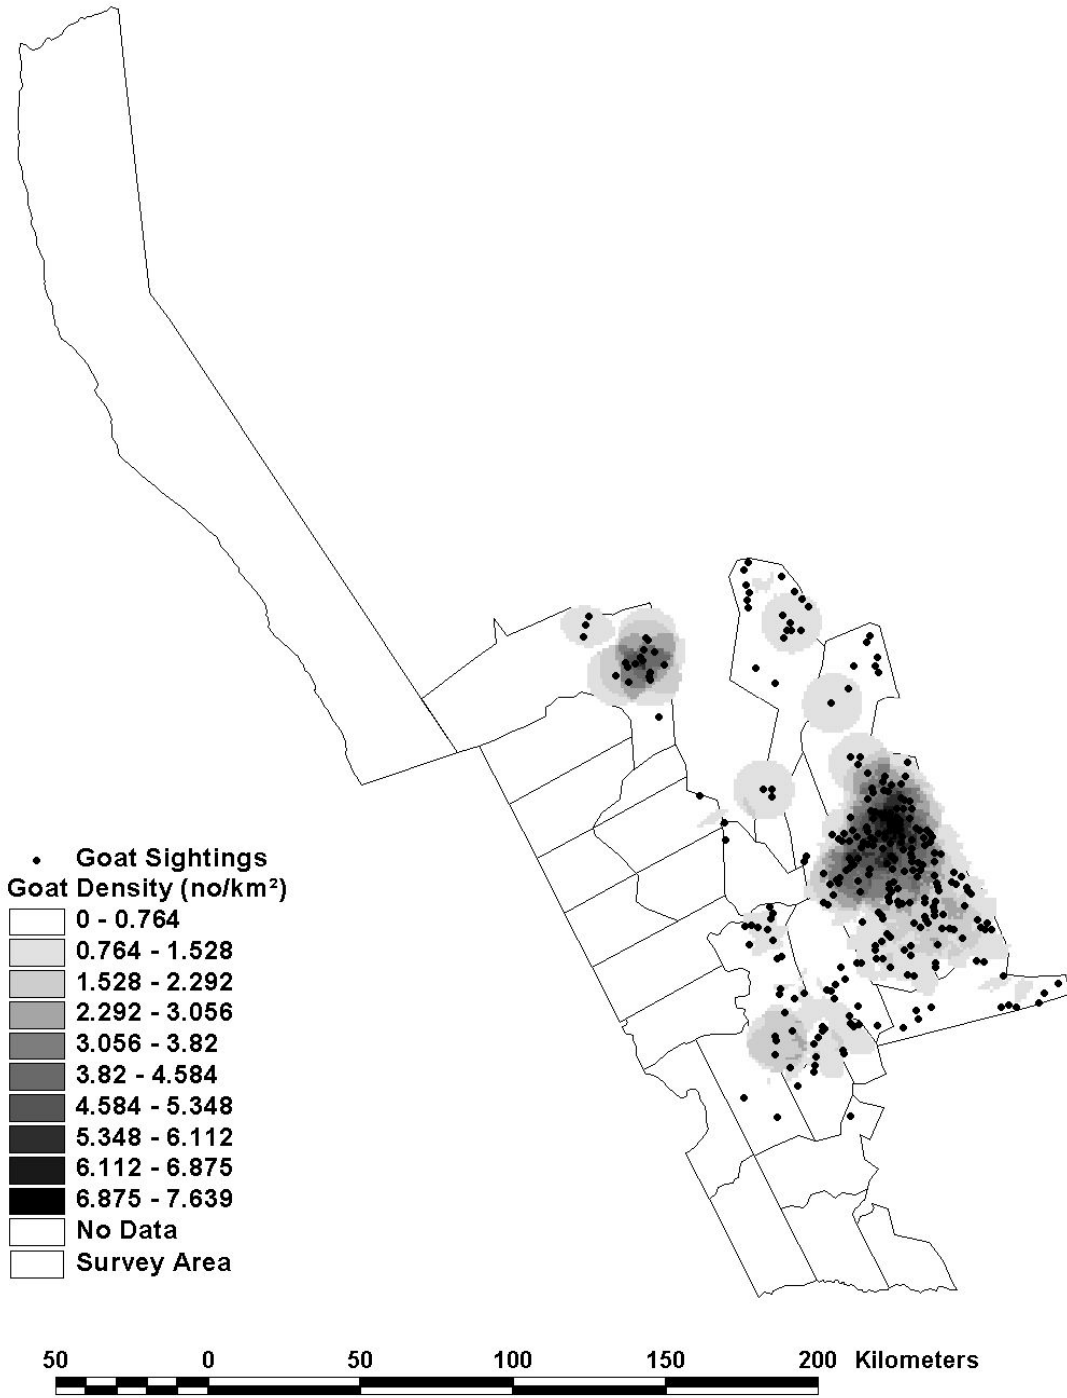 Goat Sightings
Goat Density (no/km²)
0 - 0.764
0.764 - 1.528
1.528 - 2.292
2.292 - 3.056
3.056 - 3.82
3.82 - 4.584
4.584 - 5.348
5.348 - 6.112
6.112 - 6.875
6.875 - 7.639
No Data
Survey Area
50 0 50 100 150 200 Kilometers